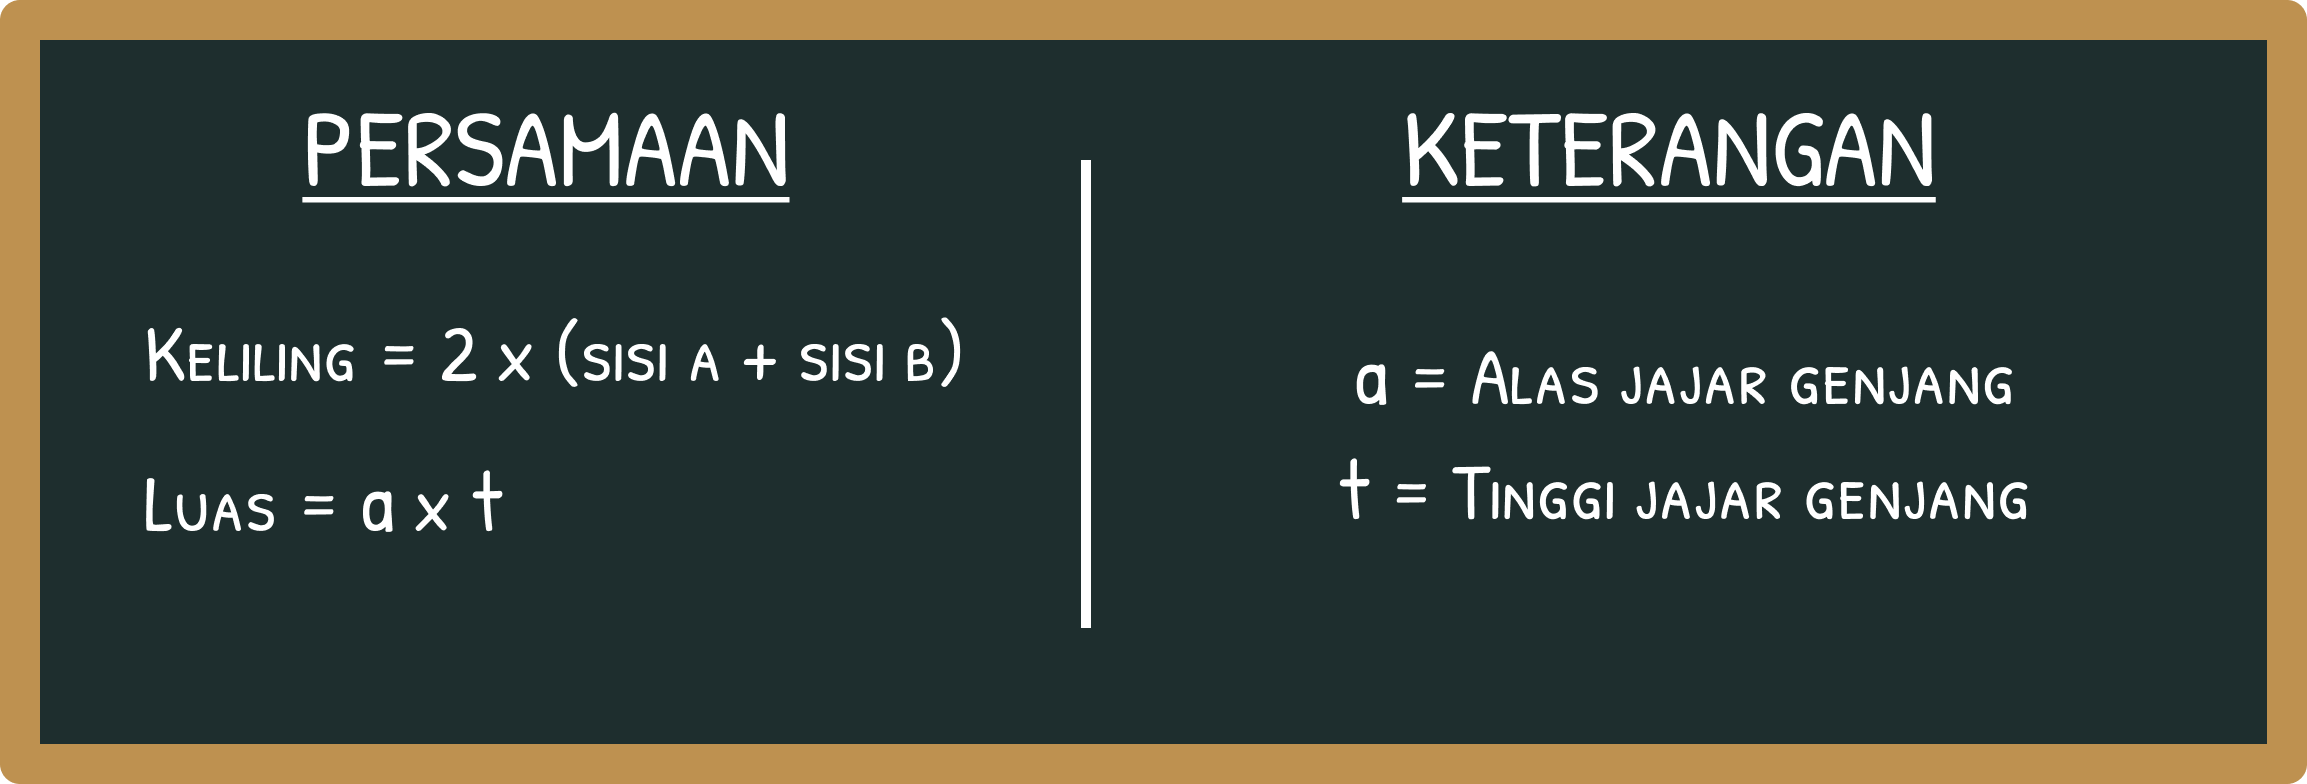 PERSAMAAN
Keliling = 2 x (sisi a + sisi b)
Luas = a x t
KETERANGAN
a = Alas jajar genjang
t = Tinggi jajar genjang